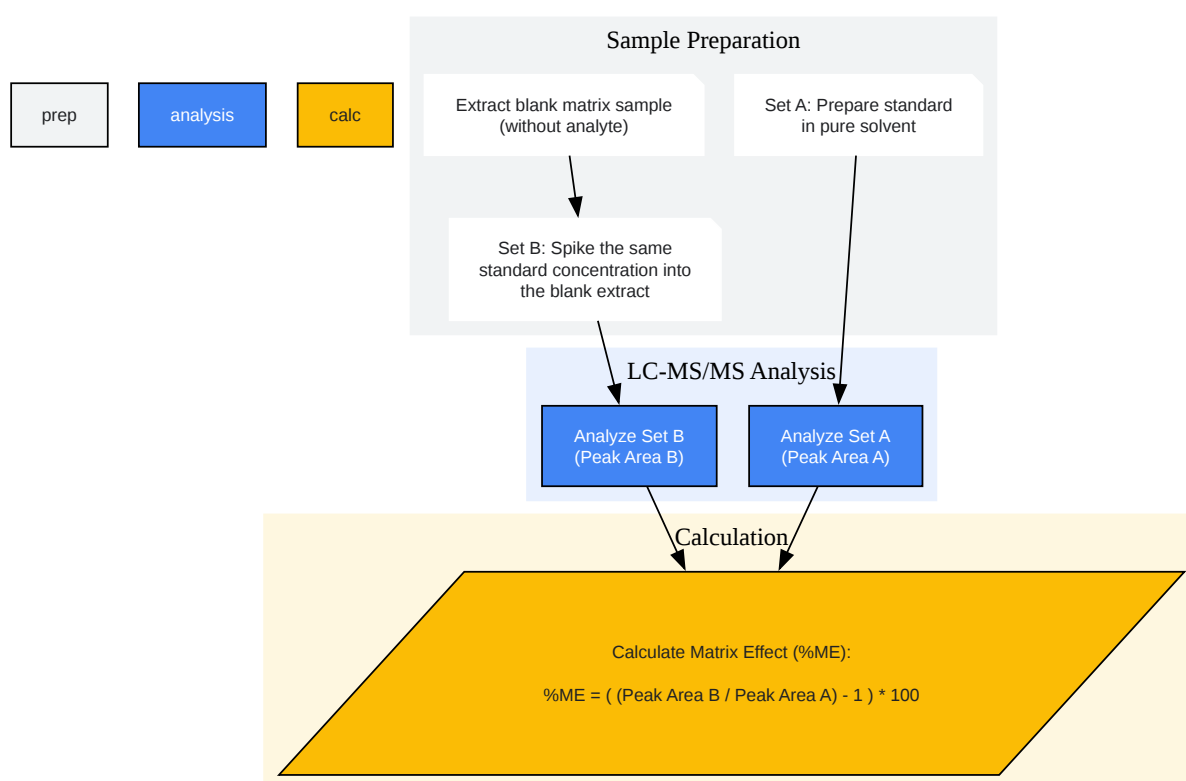 Sample Preparation
prep
analysis
calc
Extract blank matrix sample
(without analyte)
Set A: Prepare standard
in pure solvent
Set B: Spike the same
standard concentration into
the blank extract
LC-MS/MS Analysis
Analyze Set B
(Peak Area B)
Analyze Set A
(Peak Area A)
Calculation
Calculate Matrix Effect (%ME):
%ME = ( (Peak Area B / Peak Area A) - 1 ) * 100